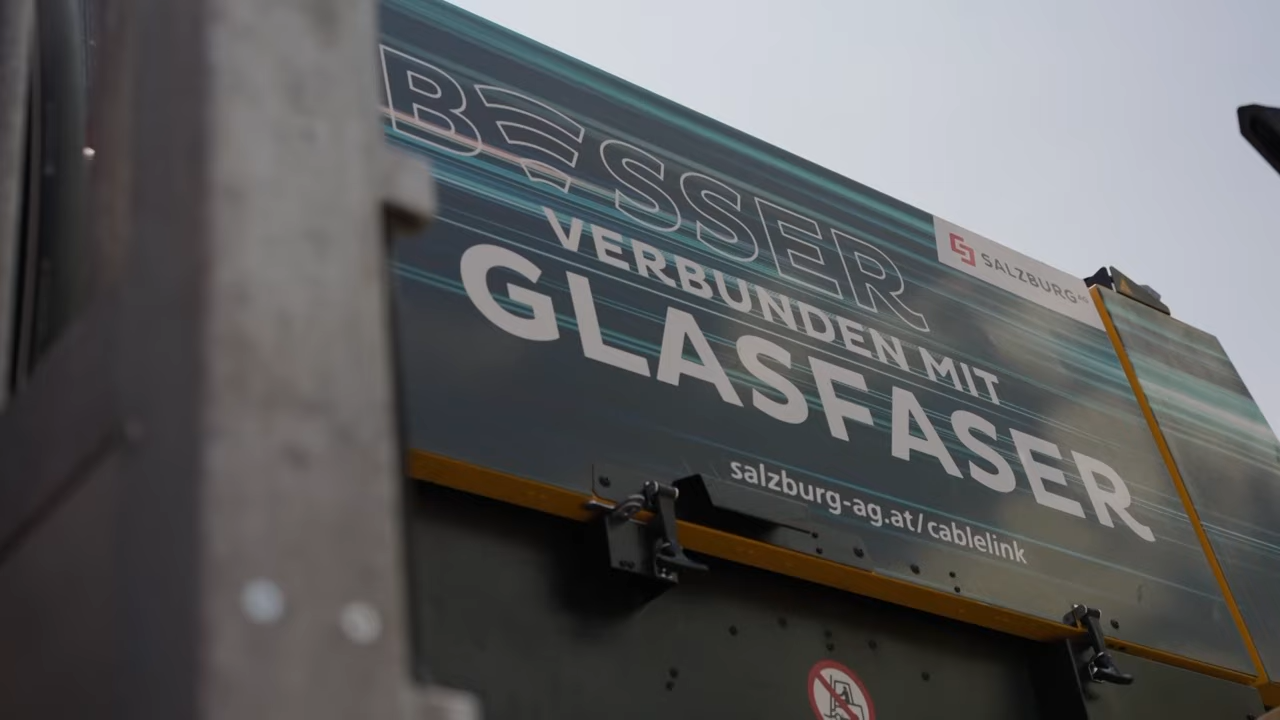 BESSER
VERBUNDEN MIT
GLASFASER
SALZBURG AG
salzburg-ag.at/cablelink